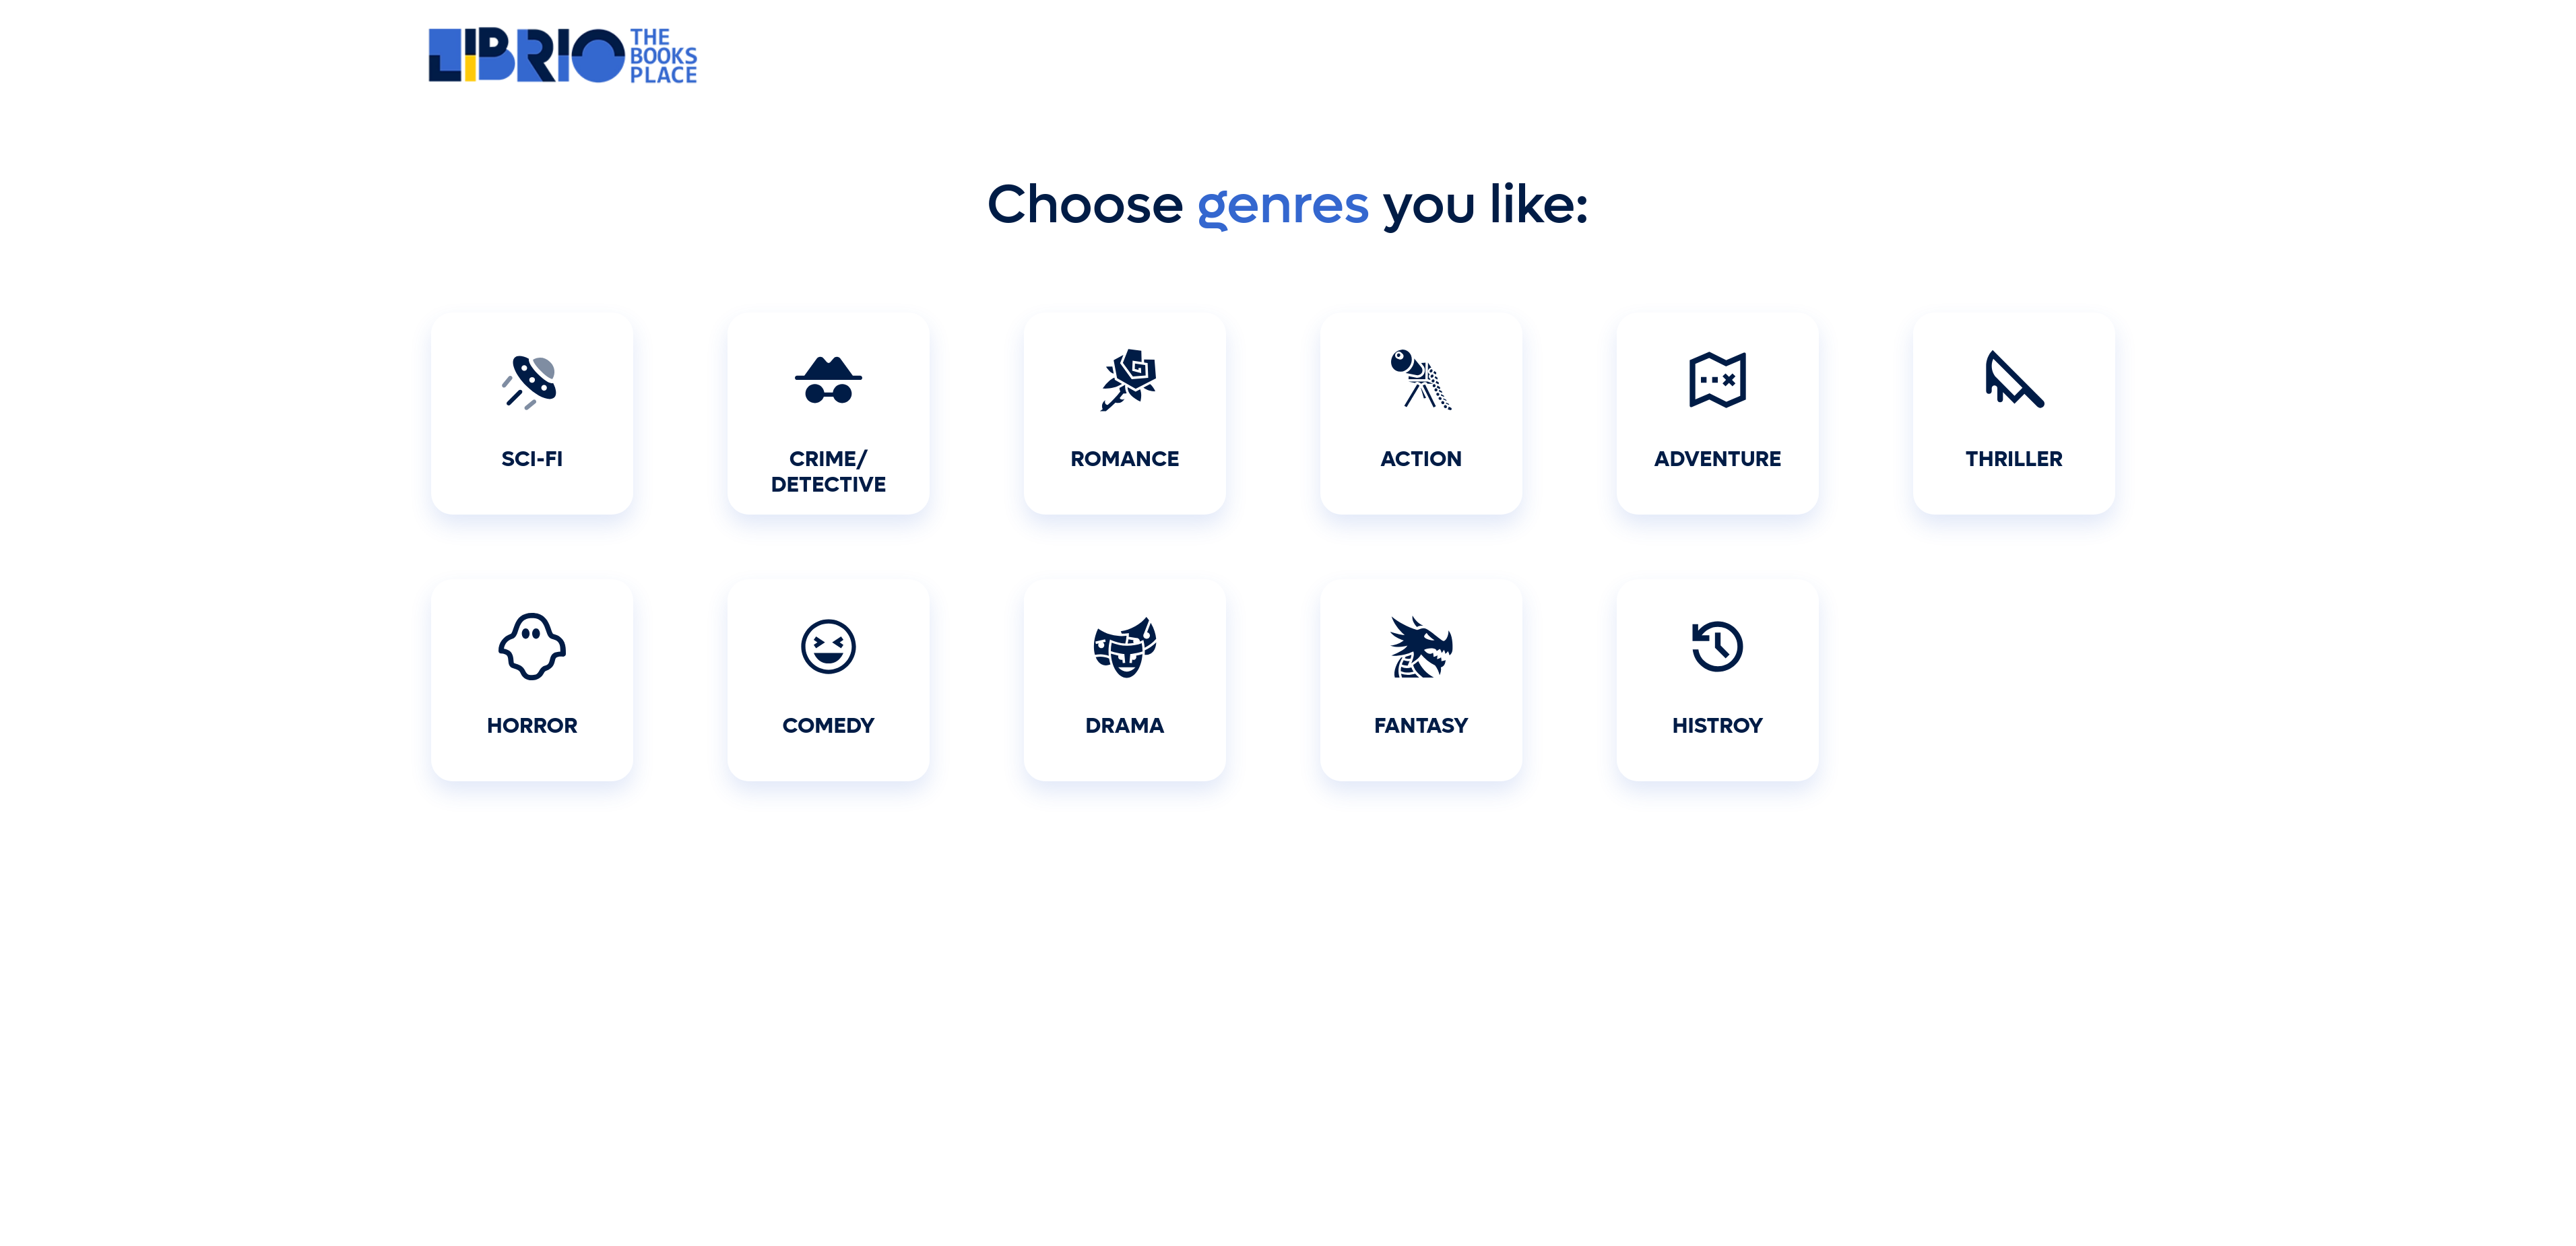 LIBRIO
THE
BOOKS
PLACE
Choose genres you like:
SCI-FI
CRIME/
DETECTIVE
ROMANCE
ACTION
ADVENTURE
THRILLER
HORROR
COMEDY
DRAMA
FANTASY
HISTROY